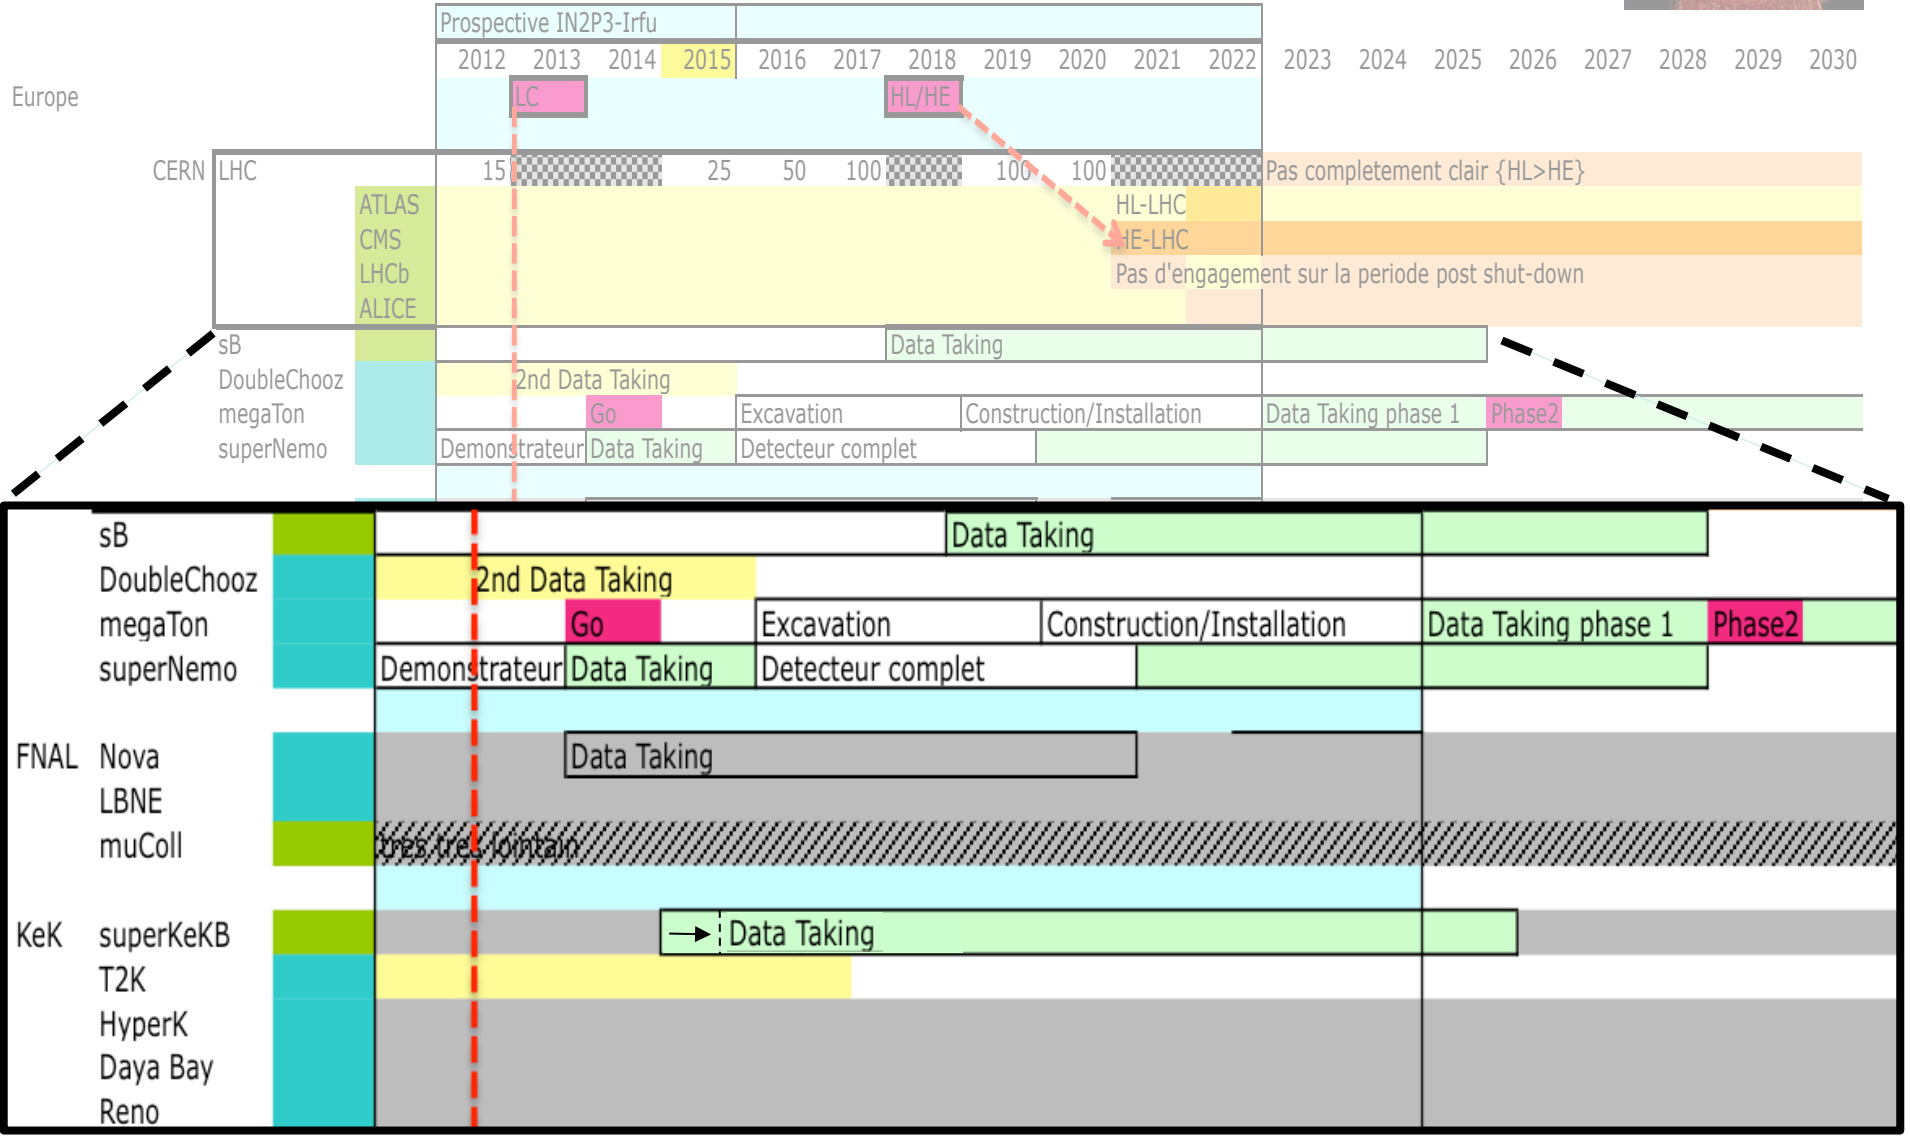 Prospective IN2P3-Irfu
2012 2013 2014 2015 2016 2017 2018 2019 2020 2021 2022 2023 2024 2025 2026 2027 2028 2029 2030
Europe LC HL/HE
CERN LHC 15 25 50 100 100 100 Pas completement clair {HL>HE}
ATLAS HL-LHC
CMS HE-LHC
LHCb Pas d'engagement sur la periode post shut-down
ALICE
sB Data Taking
DoubleChooz 2nd Data Taking
megaTon Go Excavation Construction/Installation Data Taking phase 1 Phase2
superNemo Demonstrateur Data Taking Detecteur complet
sB Data Taking
DoubleChooz 2nd Data Taking
megaTon Go Excavation Construction/Installation Data Taking phase 1 Phase2
superNemo Demonstrateur Data Taking Detecteur complet
FNAL Nova Data Taking
LBNE
muColl tres tres lointain
KeK superKeKB Data Taking
T2K
HyperK
Daya Bay
Reno